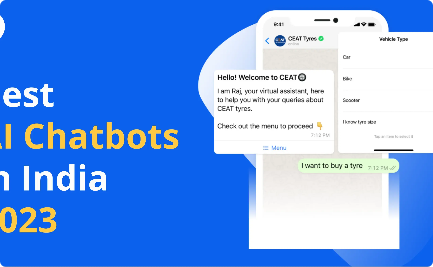 est
AI Chatbots
n India
2023
9:41
CEAT Tyres
Hello! Welcome to CEAT
I am Raj, your virtual assistant, here
to help you with your queries about
CEAT tyres.
Check out the menu to proceed 👇
7:12 PM
Menu
Vehicle Type
Car
Bike
Scooter
I know tyre size
I want to buy a tyre
7:12 PM